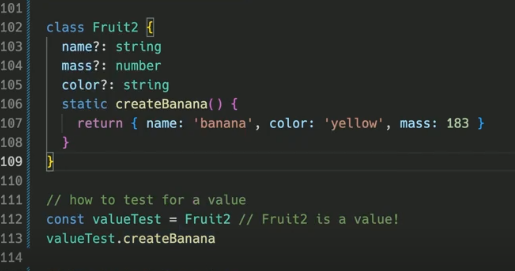 101
102 class Fruit2 {
103 name?: string
104 mass?: number
105 color?: string
106 static createBanana() {
107 return { name: 'banana', color: 'yellow', mass: 183 }
108 }
109 }
110
111 // how to test for a value
112 const valueTest = Fruit2 // Fruit2 is a value!
113 valueTest.createBanana
114